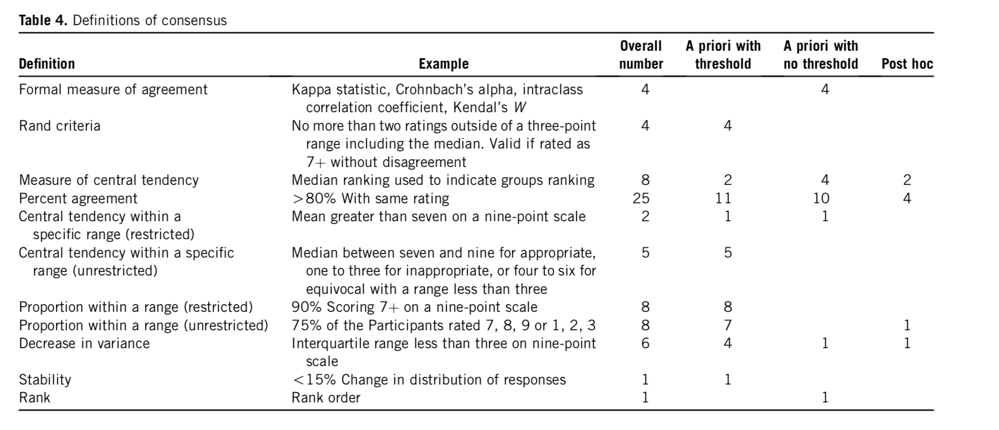 Table 4. Definitions of consensus
Overall A priori with A priori with
Definition Example number threshold no threshold Post hoc
Formal measure of agreement Kappa statistic, Crohnbach’s alpha, intraclass 4 4
correlation coefficient, Kendal’s W
Rand criteria No more than two ratings outside of a three-point 4 4
range including the median. Valid if rated as
7+ without disagreement
Measure of central tendency Median ranking used to indicate groups ranking 8 2 4 2
Percent agreement >80% With same rating 25 11 10 4
Central tendency within a Mean greater than seven on a nine-point scale 2 1 1
specific range (restricted)
Central tendency within a specific Median between seven and nine for appropriate, 5 5
range (unrestricted) one to three for inappropriate, or four to six for
equivocal with a range less than three
Proportion within a range (restricted) 90% Scoring 7+ on a nine-point scale 8 8
Proportion within a range (unrestricted) 75% of the Participants rated 7, 8, 9 or 1, 2, 3 8 7 1
Decrease in variance Interquartile range less than three on nine-point 6 4 1 1
scale
Stability <15% Change in distribution of responses 1 1
Rank Rank order 1 1